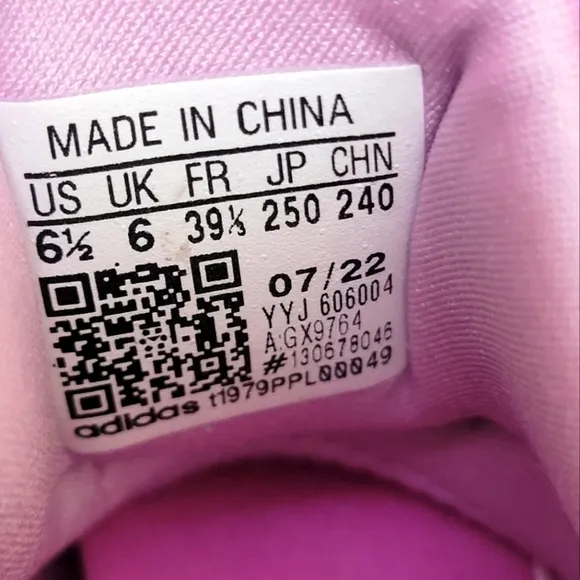 MADE IN CHINA
US UK FR JP CHN
6½ 6 39⅓ 250 240
07/22
YYJ 606004
A:GX9764
#130678046
adidas t1979PPL00049